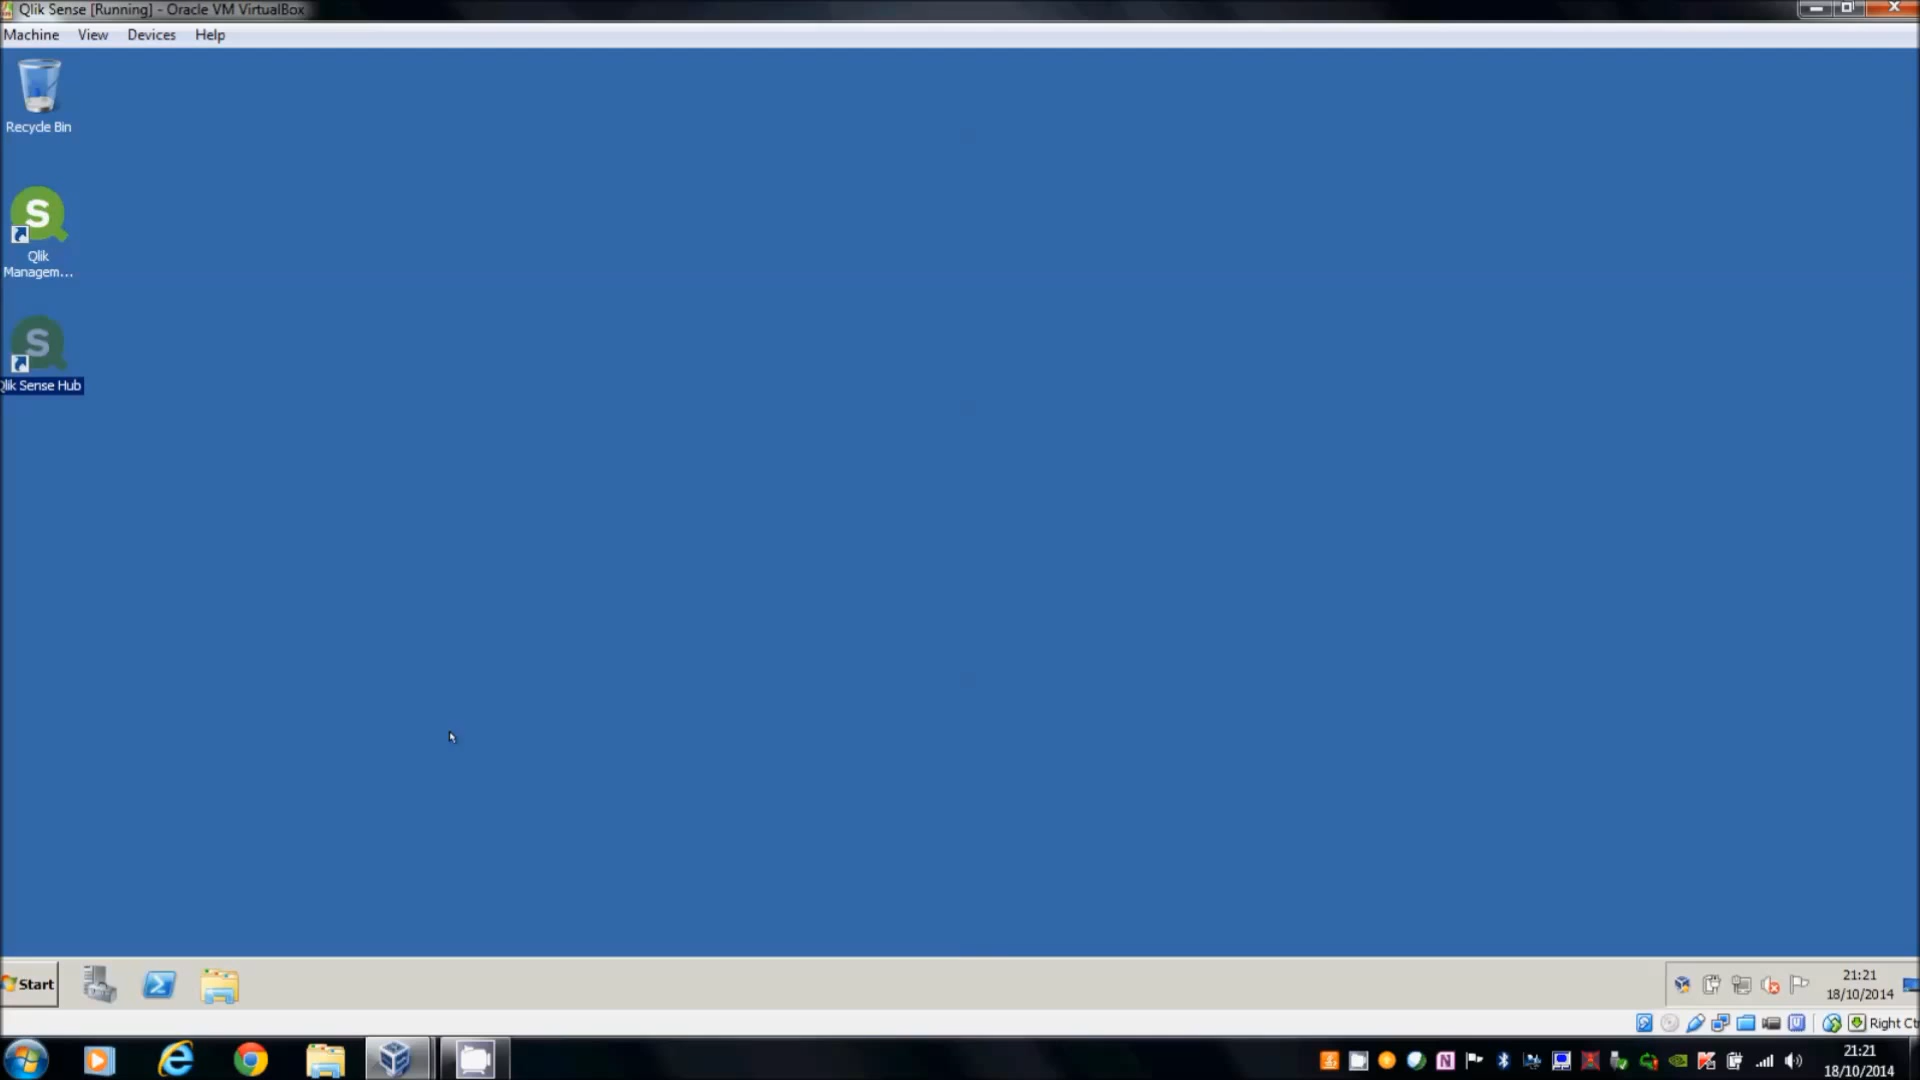 Qlik Sense [Running] - Oracle VM VirtualBox
Machine View Devices Help
Recycle Bin
S
Qlik
Managem...
S
Qlik Sense Hub
Start
21:21
18/10/2014
Right Ct
21:21
18/10/2014